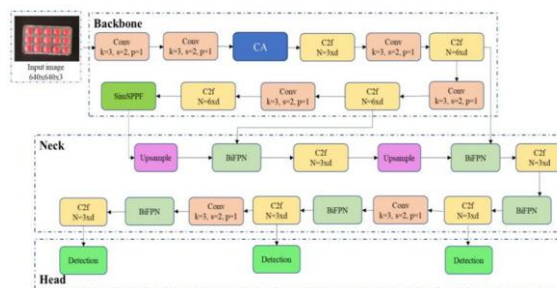 Backbone
Input image
640x640x3
Conv
k=3, s=2, p=1
Conv
k=3, s=2, p=1
CA
C2f
N=3xd
Conv
k=3, s=2, p=1
C2f
N=6xd
SimSPPF
C2f
N=6xd
Conv
k=3, s=2, p=1
C2f
N=6xd
Conv
k=3, s=2, p=1
Neck
Upsample
BiFPN
C2f
N=3xd
Upsample
BiFPN
C2f
N=3xd
C2f
N=3xd
BiFPN
Conv
k=3, s=2, p=1
C2f
N=3xd
BiFPN
Conv
k=3, s=2, p=1
C2f
N=3xd
BiFPN
Detection
Detection
Detection
Head